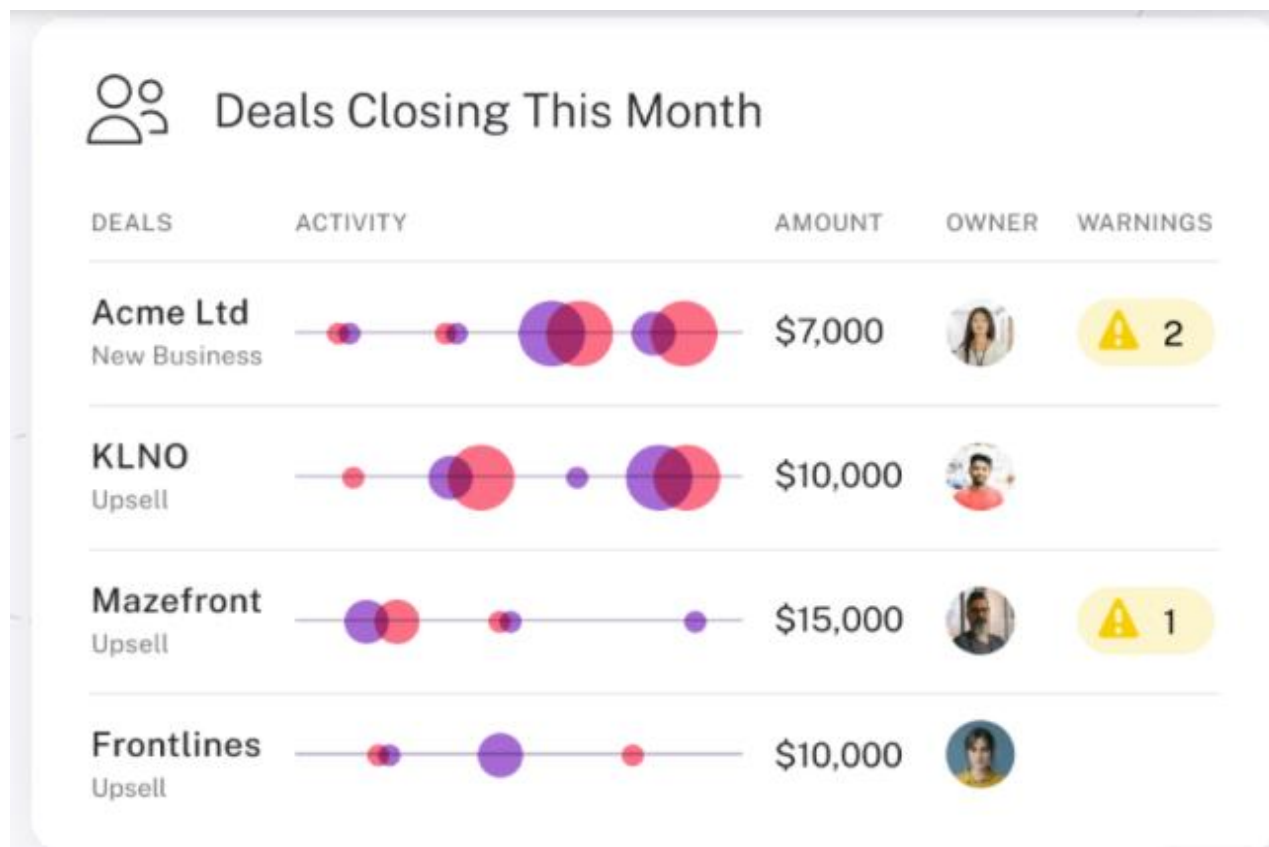 Deals Closing This Month
DEALS ACTIVITY AMOUNT OWNER WARNINGS
Acme Ltd $7,000 2
New Business
KLNO $10,000
Upsell
Mazefront $15,000 1
Upsell
Frontlines $10,000
Upsell